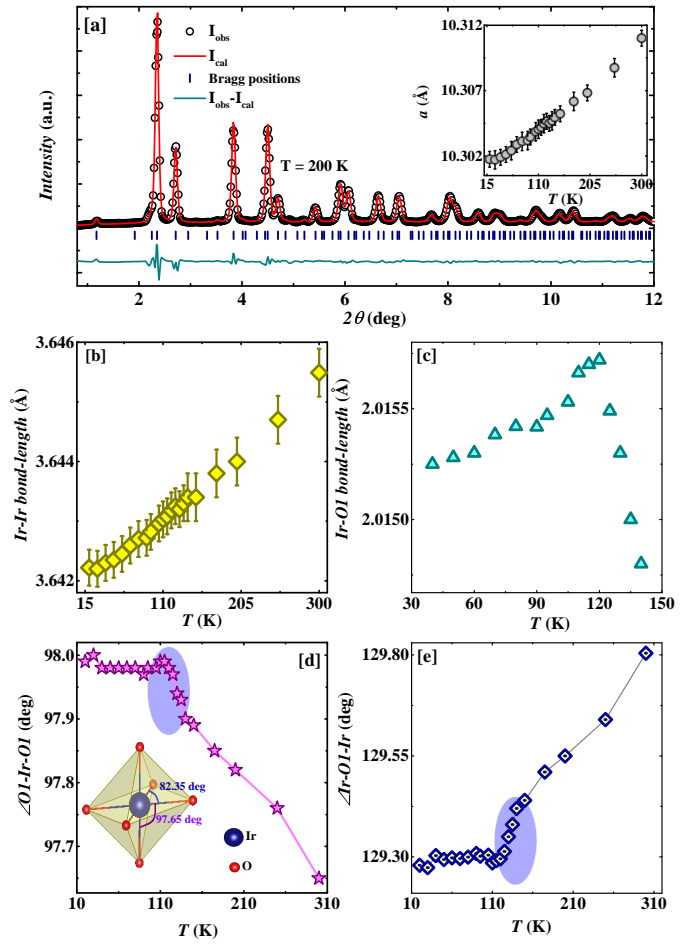 [a]
I_obs
I_cal
Bragg positions
I_obs-I_cal
T = 200 K
Intensity (a.u.)
2 4 6 8 10 12
2θ (deg)
10.312
10.307
10.302
a (Å)
15 110 205 300
T (K)
[b]
3.646
3.644
3.642
Ir-Ir bond-length (Å)
15 110 205 300
T (K)
[c]
2.0155
2.0150
Ir-O1 bond-length (Å)
30 60 90 120 150
T (K)
[d]
98.0
97.9
97.8
97.7
∠O1-Ir-O1 (deg)
82.35 deg
97.65 deg
Ir
O
10 110 210 310
T (K)
[e]
129.80
129.55
129.30
∠Ir-O1-Ir (deg)
10 110 210 310
T (K)